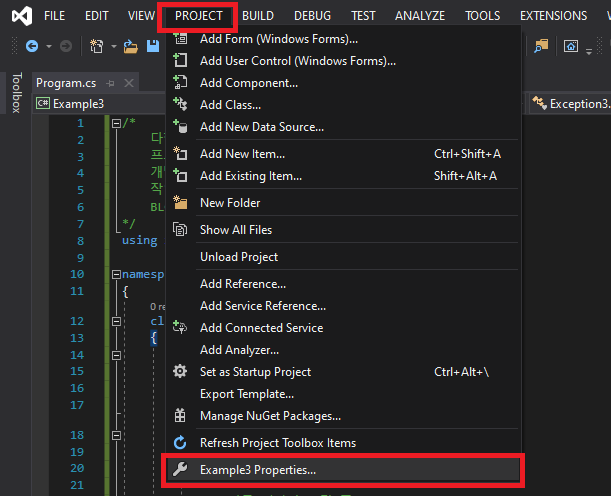 FILE EDIT VIEW PROJECT BUILD DEBUG TEST ANALYZE TOOLS EXTENSIONS
Toolbox
Program.cs
C# Example3
Exception3.
Add Form (Windows Forms)...
Add User Control (Windows Forms)...
Add Component...
Add Class...
Add New Data Source...
Add New Item... Ctrl+Shift+A
Add Existing Item... Shift+Alt+A
New Folder
Show All Files
Unload Project
Add Reference...
Add Service Reference...
Add Connected Service
Add Analyzer...
Set as Startup Project Ctrl+Alt+\
Export Template...
Manage NuGet Packages...
Refresh Project Toolbox Items
Example3 Properties...
1 /*
2 다
3 프
4 개
5 작
6 BL
7 */
8 using
9
10 namesp
11 {
0 re
12 cl
13 {
14
15
16
17
18
19
20
21